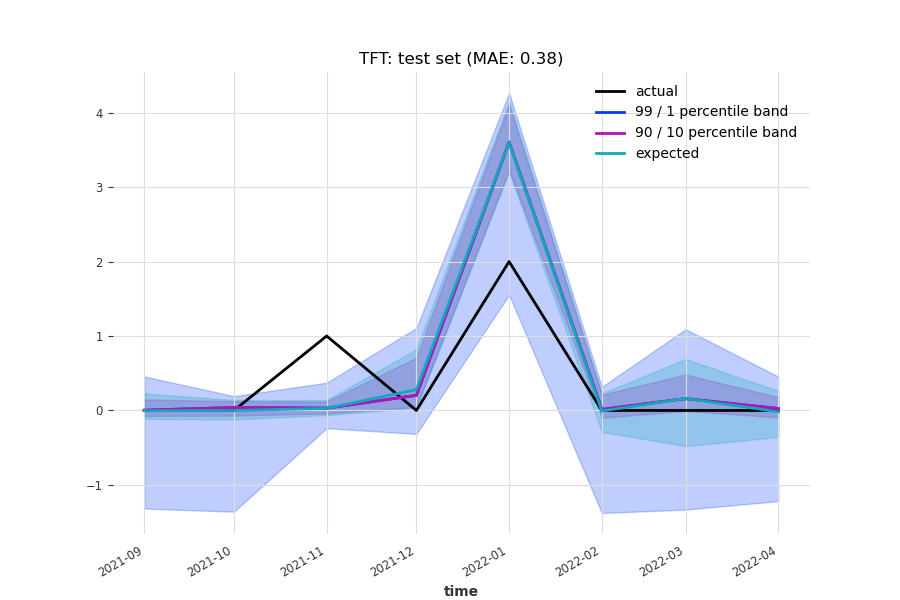 TFT: test set (MAE: 0.38)
actual
99 / 1 percentile band
90 / 10 percentile band
expected
4
3
2
1
0
−1
2021-09
2021-10
2021-11
2021-12
2022-01
2022-02
2022-03
2022-04
time